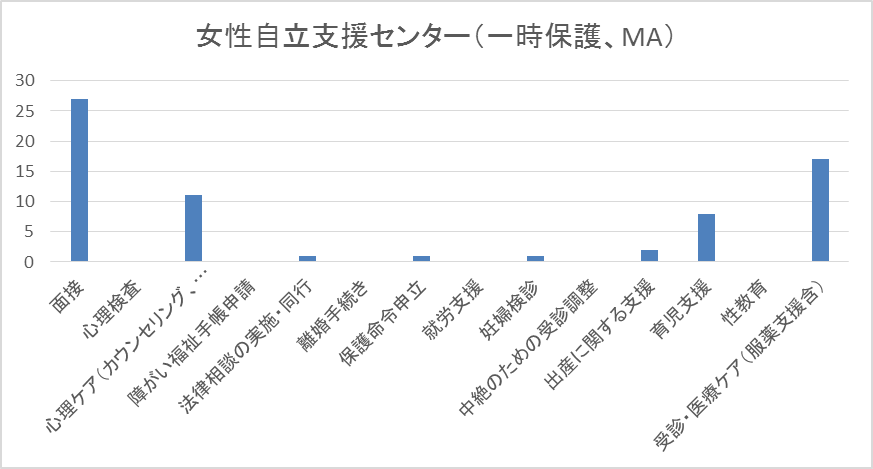 女性自立支援センター（一時保護、MA）
30
25
20
15
10
5
0
面接
心理検査
心理ケア（カウンセリング、…
障がい福祉手帳申請
法律相談の実施・同行
離婚手続き
保護命令申立
就労支援
妊婦検診
中絶のための受診調整
出産に関する支援
育児支援
性教育
受診・医療ケア（服薬支援含）